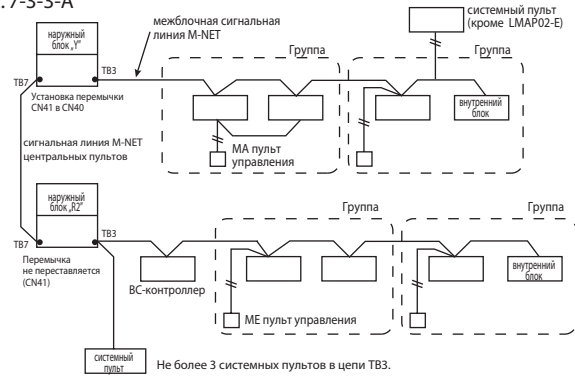 . 7-3-3-A
наружный
блок „Y"
TB7
TB3
Установка перемычки
CN41 в CN40
межблочная сигнальная
линия M-NET
системный пульт
(кроме LMAP02-E)
Группа
Группа
внутренний
блок
MA пульт
управления
сигнальная линия M-NET
центральных пультов
наружный
блок „R2"
TB7
TB3
Перемычка
не переставляется
(CN41)
BC-контроллер
Группа
Группа
внутренний
блок
ME пульт управления
системный
пульт
Не более 3 системных пультов в цепи TB3.